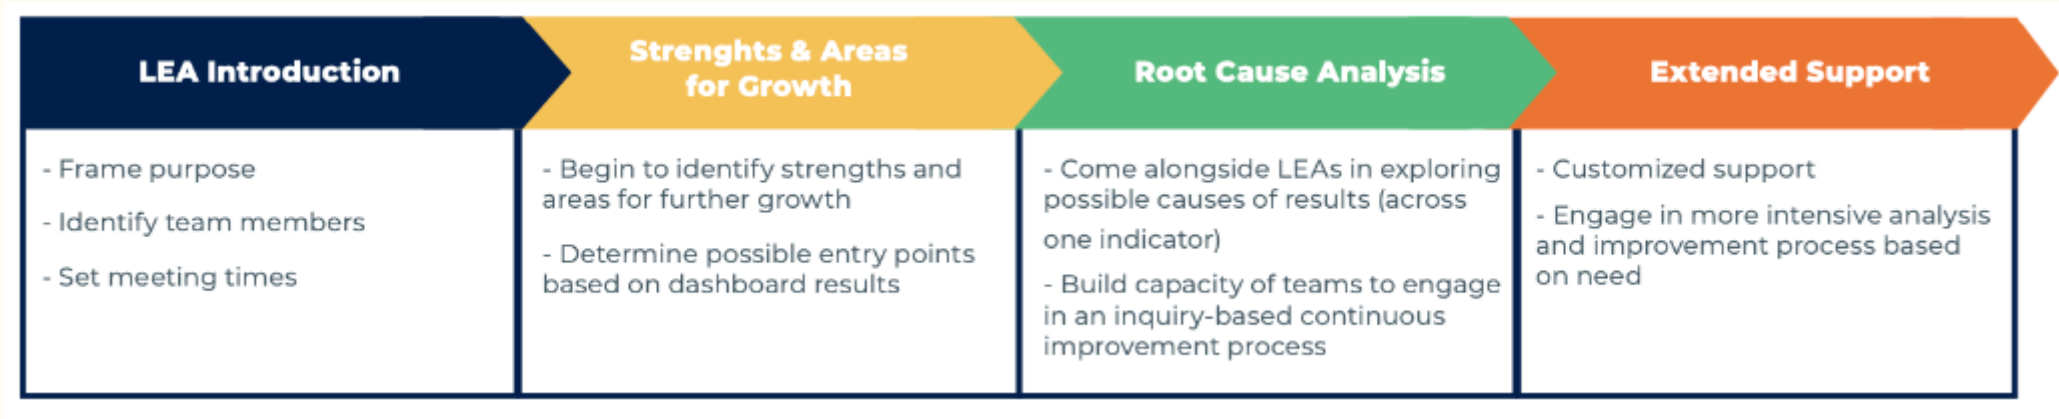 LEA Introduction
- Frame purpose
- Identify team members
- Set meeting times
Strenghts & Areas
for Growth
- Begin to identify strengths and
areas for further growth
- Determine possible entry points
based on dashboard results
Root Cause Analysis
- Come alongside LEAs in exploring
possible causes of results (across
one indicator)
- Build capacity of teams to engage
in an inquiry-based continuous
improvement process
Extended Support
- Customized support
- Engage in more intensive analysis
and improvement process based
on need